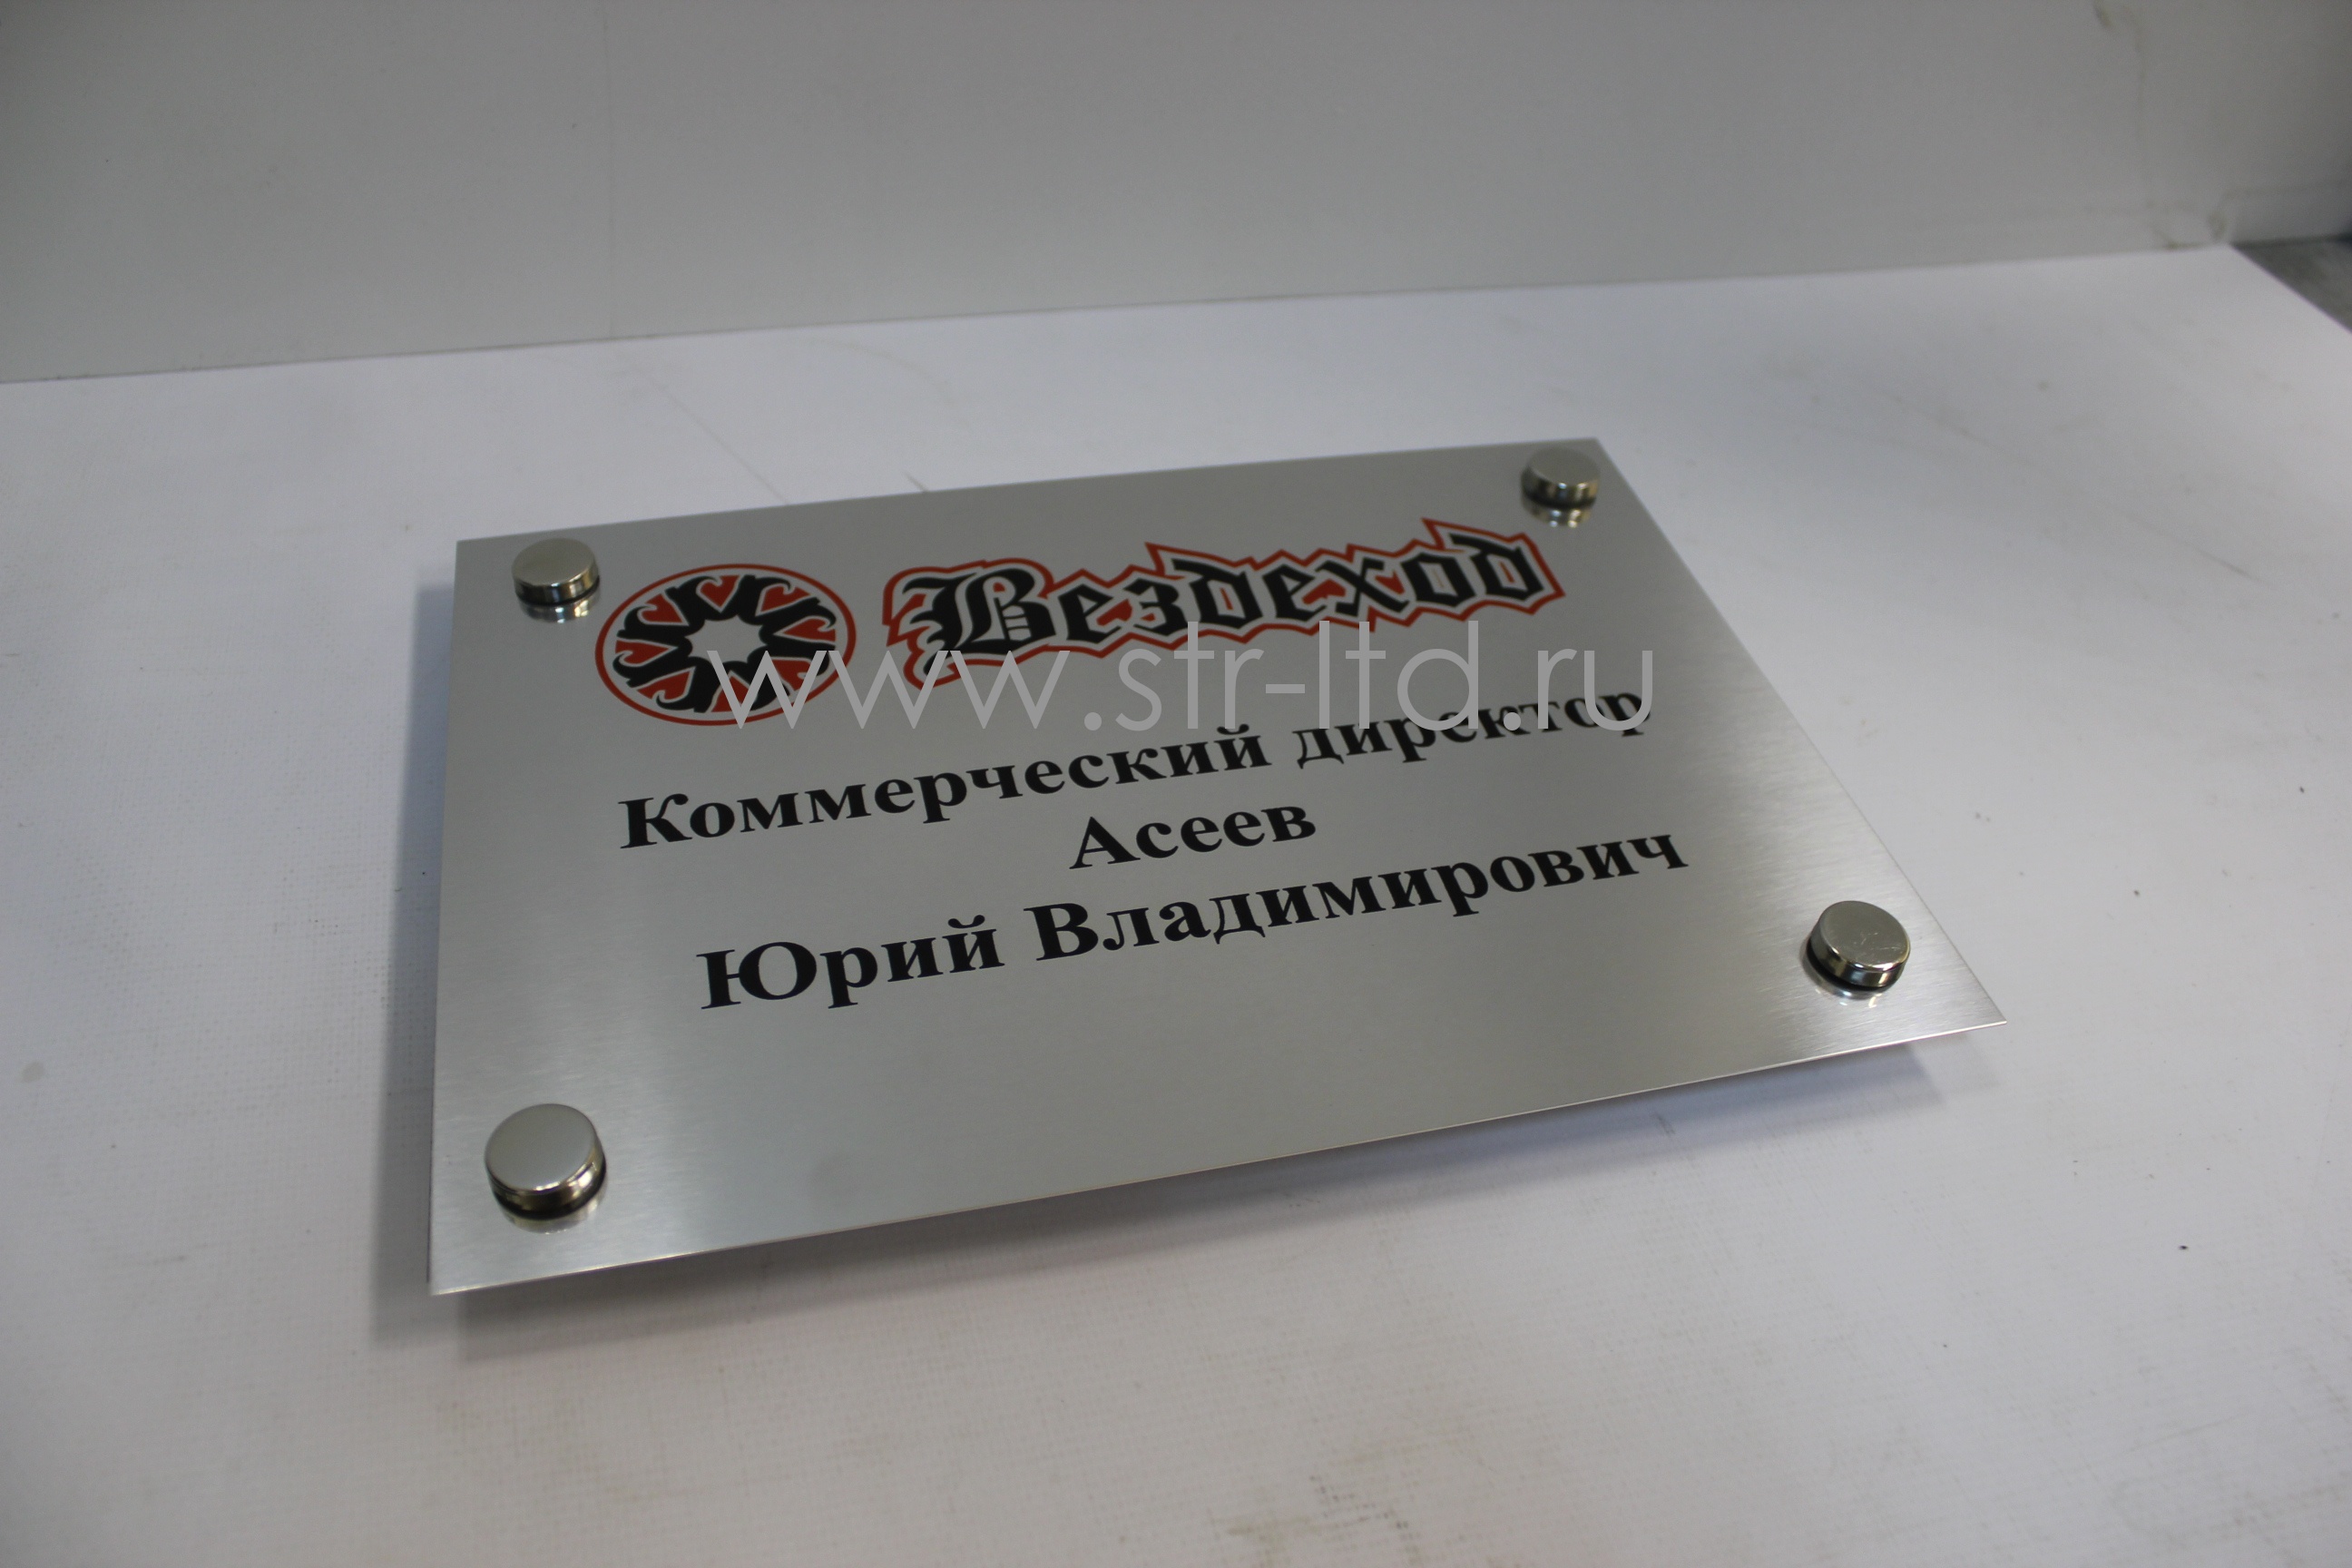 Вездеход
www.str-ltd.ru
Коммерческий директор
Асеев
Юрий Владимирович